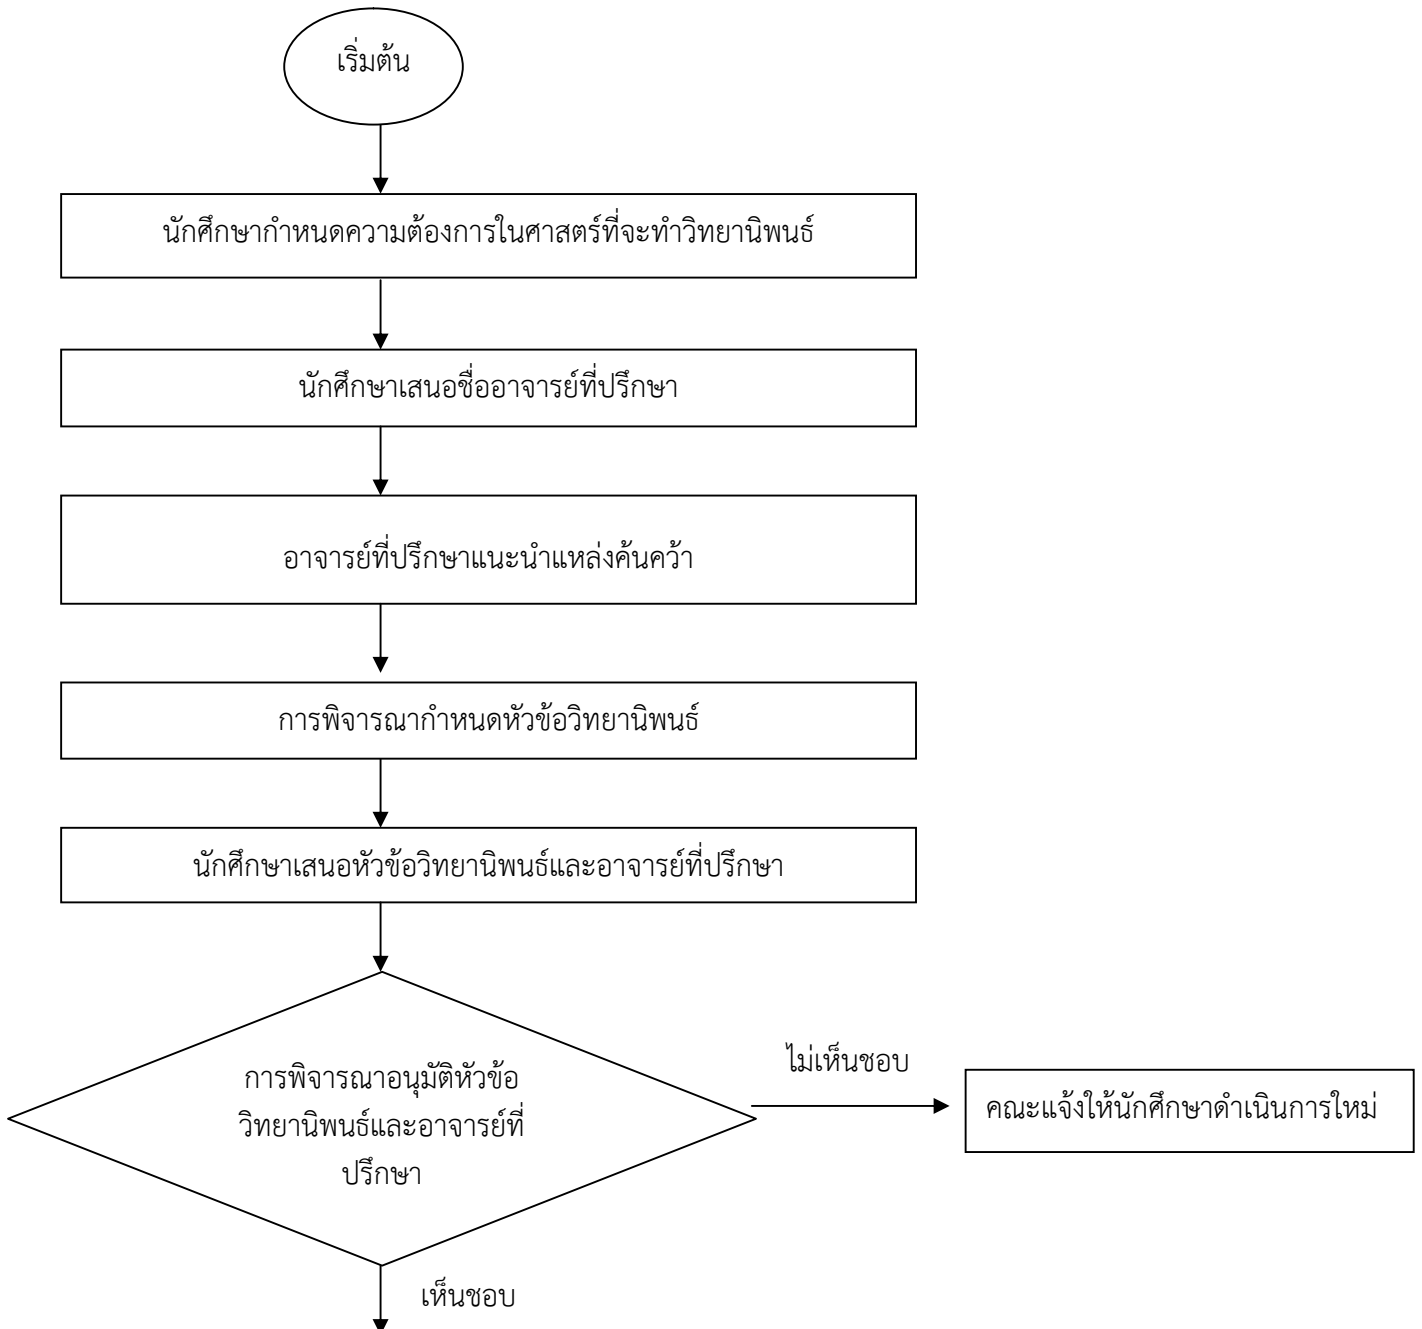 เริ่มต้น
นักศึกษากำหนดความต้องการในศาสตร์ที่จะทำวิทยานิพนธ์
นักศึกษาเสนอชื่ออาจารย์ที่ปรึกษา
อาจารย์ที่ปรึกษาแนะนำแหล่งค้นคว้า
การพิจารณากำหนดหัวข้อวิทยานิพนธ์
นักศึกษาเสนอหัวข้อวิทยานิพนธ์และอาจารย์ที่ปรึกษา
การพิจารณาอนุมัติหัวข้อ
วิทยานิพนธ์และอาจารย์ที่
ปรึกษา
ไม่เห็นชอบ
คณะแจ้งให้นักศึกษาดำเนินการใหม่
เห็นชอบ